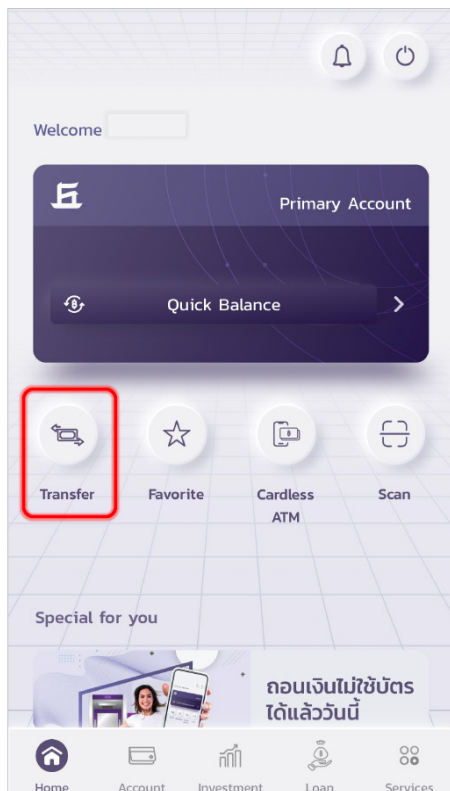 Welcome
Primary Account
Quick Balance
Transfer
Favorite
Cardless
ATM
Scan
Special for you
ถอนเงินไม่ใช้บัตร
ได้แล้ววันนี้
Home
Account
Investment
Loan
Services